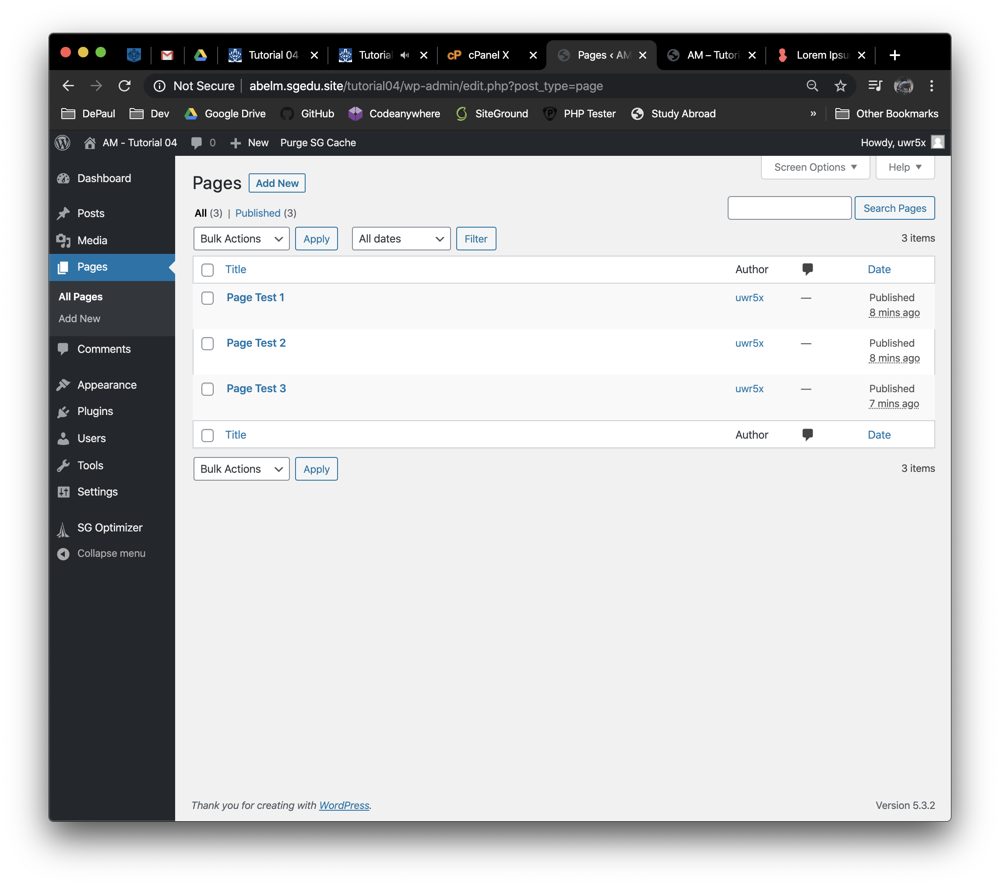 Tutorial 04
Tutorial
cP cPanel X
Pages ‹ AM
AM – Tutori
Lorem Ipsu
Not Secure abelm.sgedu.site/tutorial04/wp-admin/edit.php?post_type=page
DePaul Dev Google Drive GitHub Codeanywhere SiteGround PHP Tester Study Abroad » Other Bookmarks
AM - Tutorial 04 0 New Purge SG Cache Howdy, uwr5x
Dashboard
Posts
Media
Pages
All Pages
Add New
Comments
Appearance
Plugins
Users
Tools
Settings
SG Optimizer
Collapse menu
Screen Options Help
Pages Add New
All (3) | Published (3)
Search Pages
Bulk Actions Apply All dates Filter 3 items
Title Author Date
Page Test 1 uwr5x — Published
8 mins ago
Page Test 2 uwr5x — Published
8 mins ago
Page Test 3 uwr5x — Published
7 mins ago
Title Author Date
Bulk Actions Apply 3 items
Thank you for creating with WordPress. Version 5.3.2